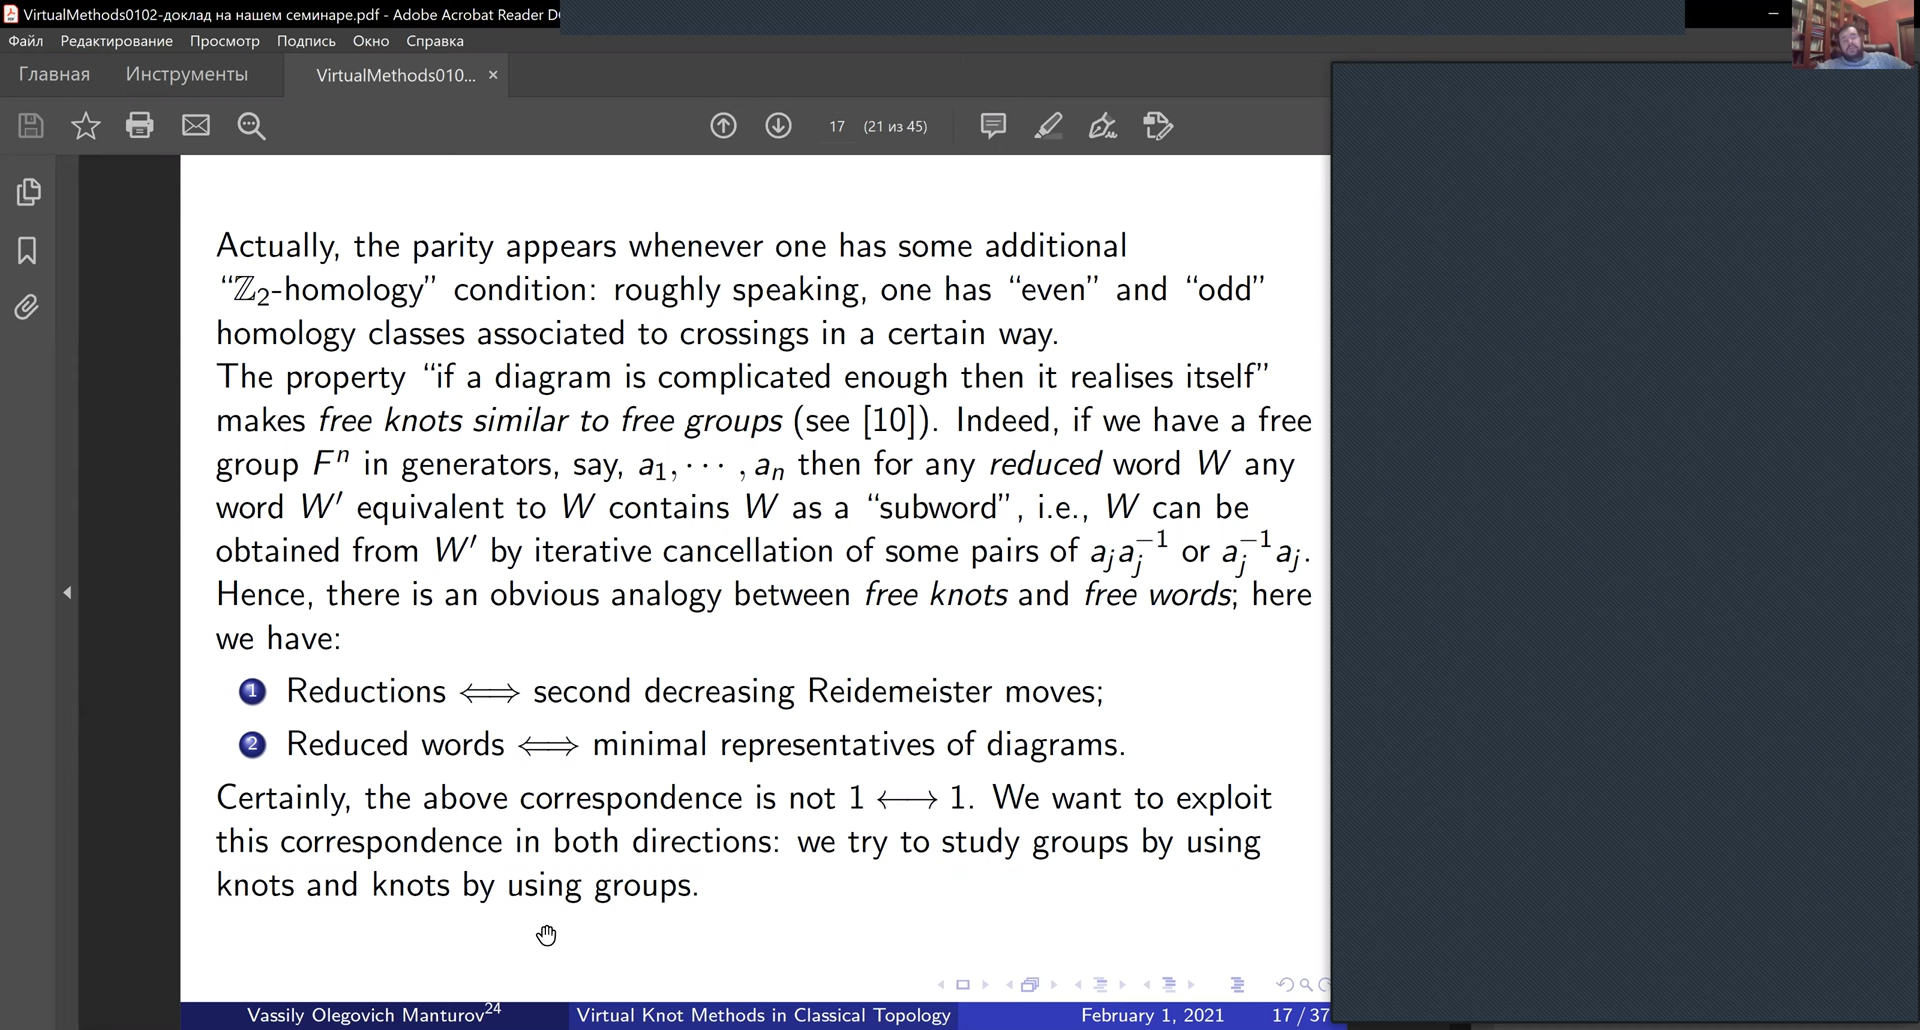 VirtualMethods0102-доклад на нашем семинаре.pdf - Adobe Acrobat Reader D
Файл Редактирование Просмотр Подпись Окно Справка
Главная Инструменты VirtualMethods010... ×
17 (21 из 45)
Actually, the parity appears whenever one has some additional
“ℤ₂-homology” condition: roughly speaking, one has “even” and “odd”
homology classes associated to crossings in a certain way.
The property “if a diagram is complicated enough then it realises itself”
makes free knots similar to free groups (see [10]). Indeed, if we have a free
group Fⁿ in generators, say, a₁, ⋯ , aₙ then for any reduced word W any
word W′ equivalent to W contains W as a “subword”, i.e., W can be
obtained from W′ by iterative cancellation of some pairs of aⱼaⱼ⁻¹ or aⱼ⁻¹aⱼ.
Hence, there is an obvious analogy between free knots and free words; here
we have:
1 Reductions ⟺ second decreasing Reidemeister moves;
2 Reduced words ⟺ minimal representatives of diagrams.
Certainly, the above correspondence is not 1 ⟷ 1. We want to exploit
this correspondence in both directions: we try to study groups by using
knots and knots by using groups.
Vassily Olegovich Manturov²⁴ Virtual Knot Methods in Classical Topology February 1, 2021 17 / 37